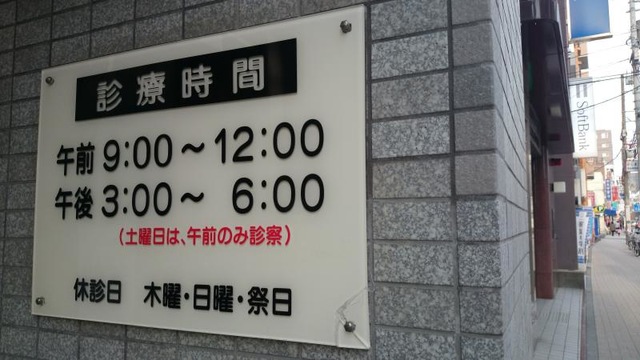 診療時間
午前 9:00～12:00
午後 3:00～ 6:00
(土曜日は、午前のみ診察)
休診日 木曜・日曜・祭日
SoftBank